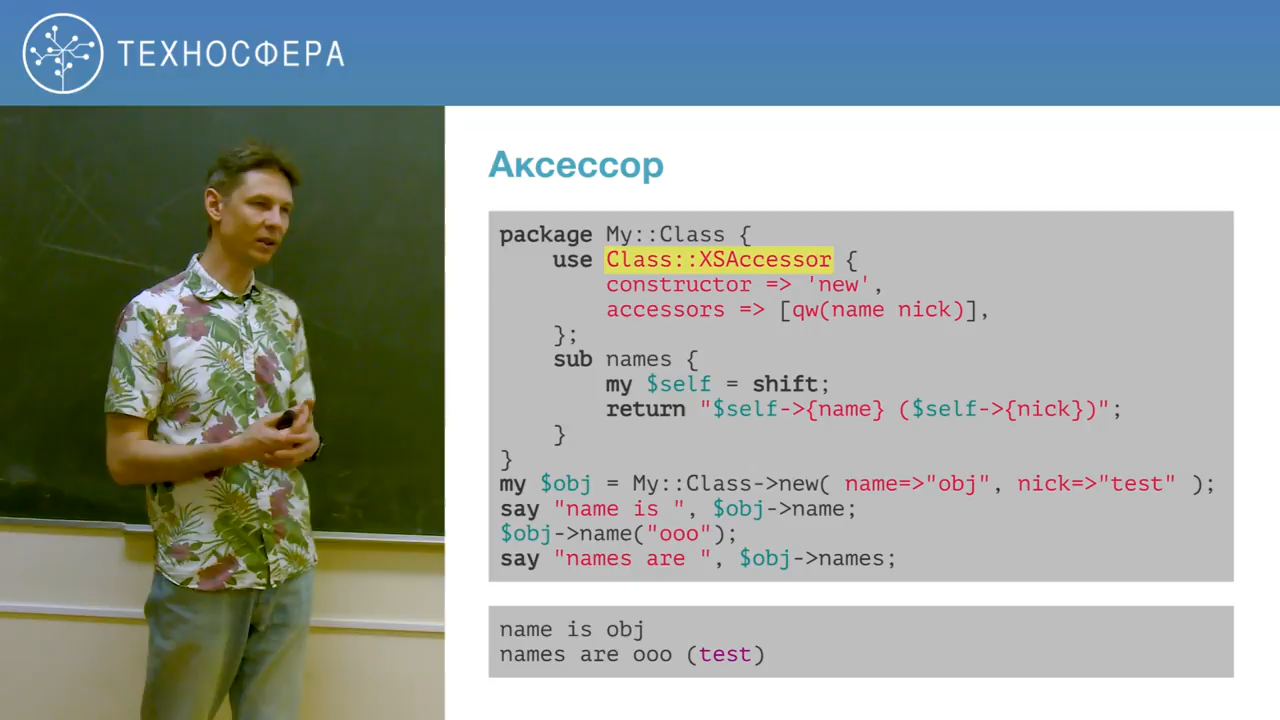 ТЕХНОСФЕРА
Аксессор
package My::Class {
    use Class::XSAccessor {
        constructor => 'new',
        accessors => [qw(name nick)],
    };
    sub names {
        my $self = shift;
        return "$self->{name} ($self->{nick})";
    }
}
my $obj = My::Class->new( name=>"obj", nick=>"test" );
say "name is ", $obj->name;
$obj->name("ooo");
say "names are ", $obj->names;
name is obj
names are ooo (test)